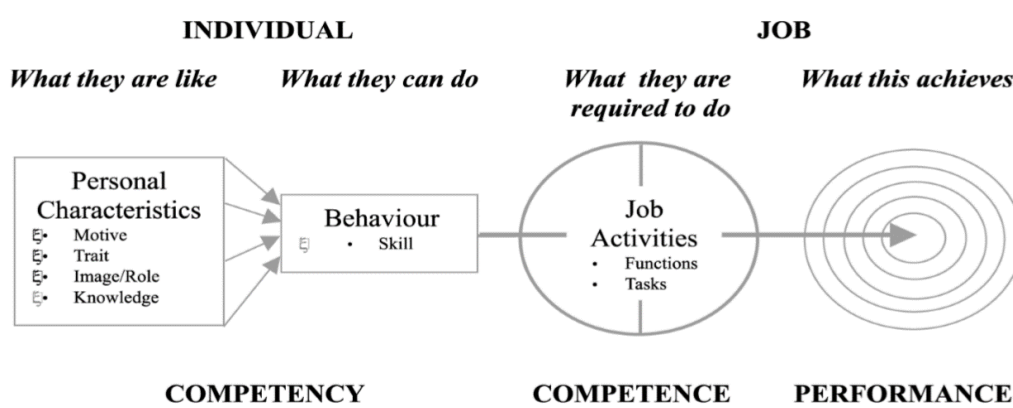 INDIVIDUAL JOB
What they are like What they can do What they are What this achieves
required to do
Personal
Characteristics
• Motive
• Trait
• Image/Role
• Knowledge
Behaviour
• Skill
Job
Activities
• Functions
• Tasks
COMPETENCY COMPETENCE PERFORMANCE